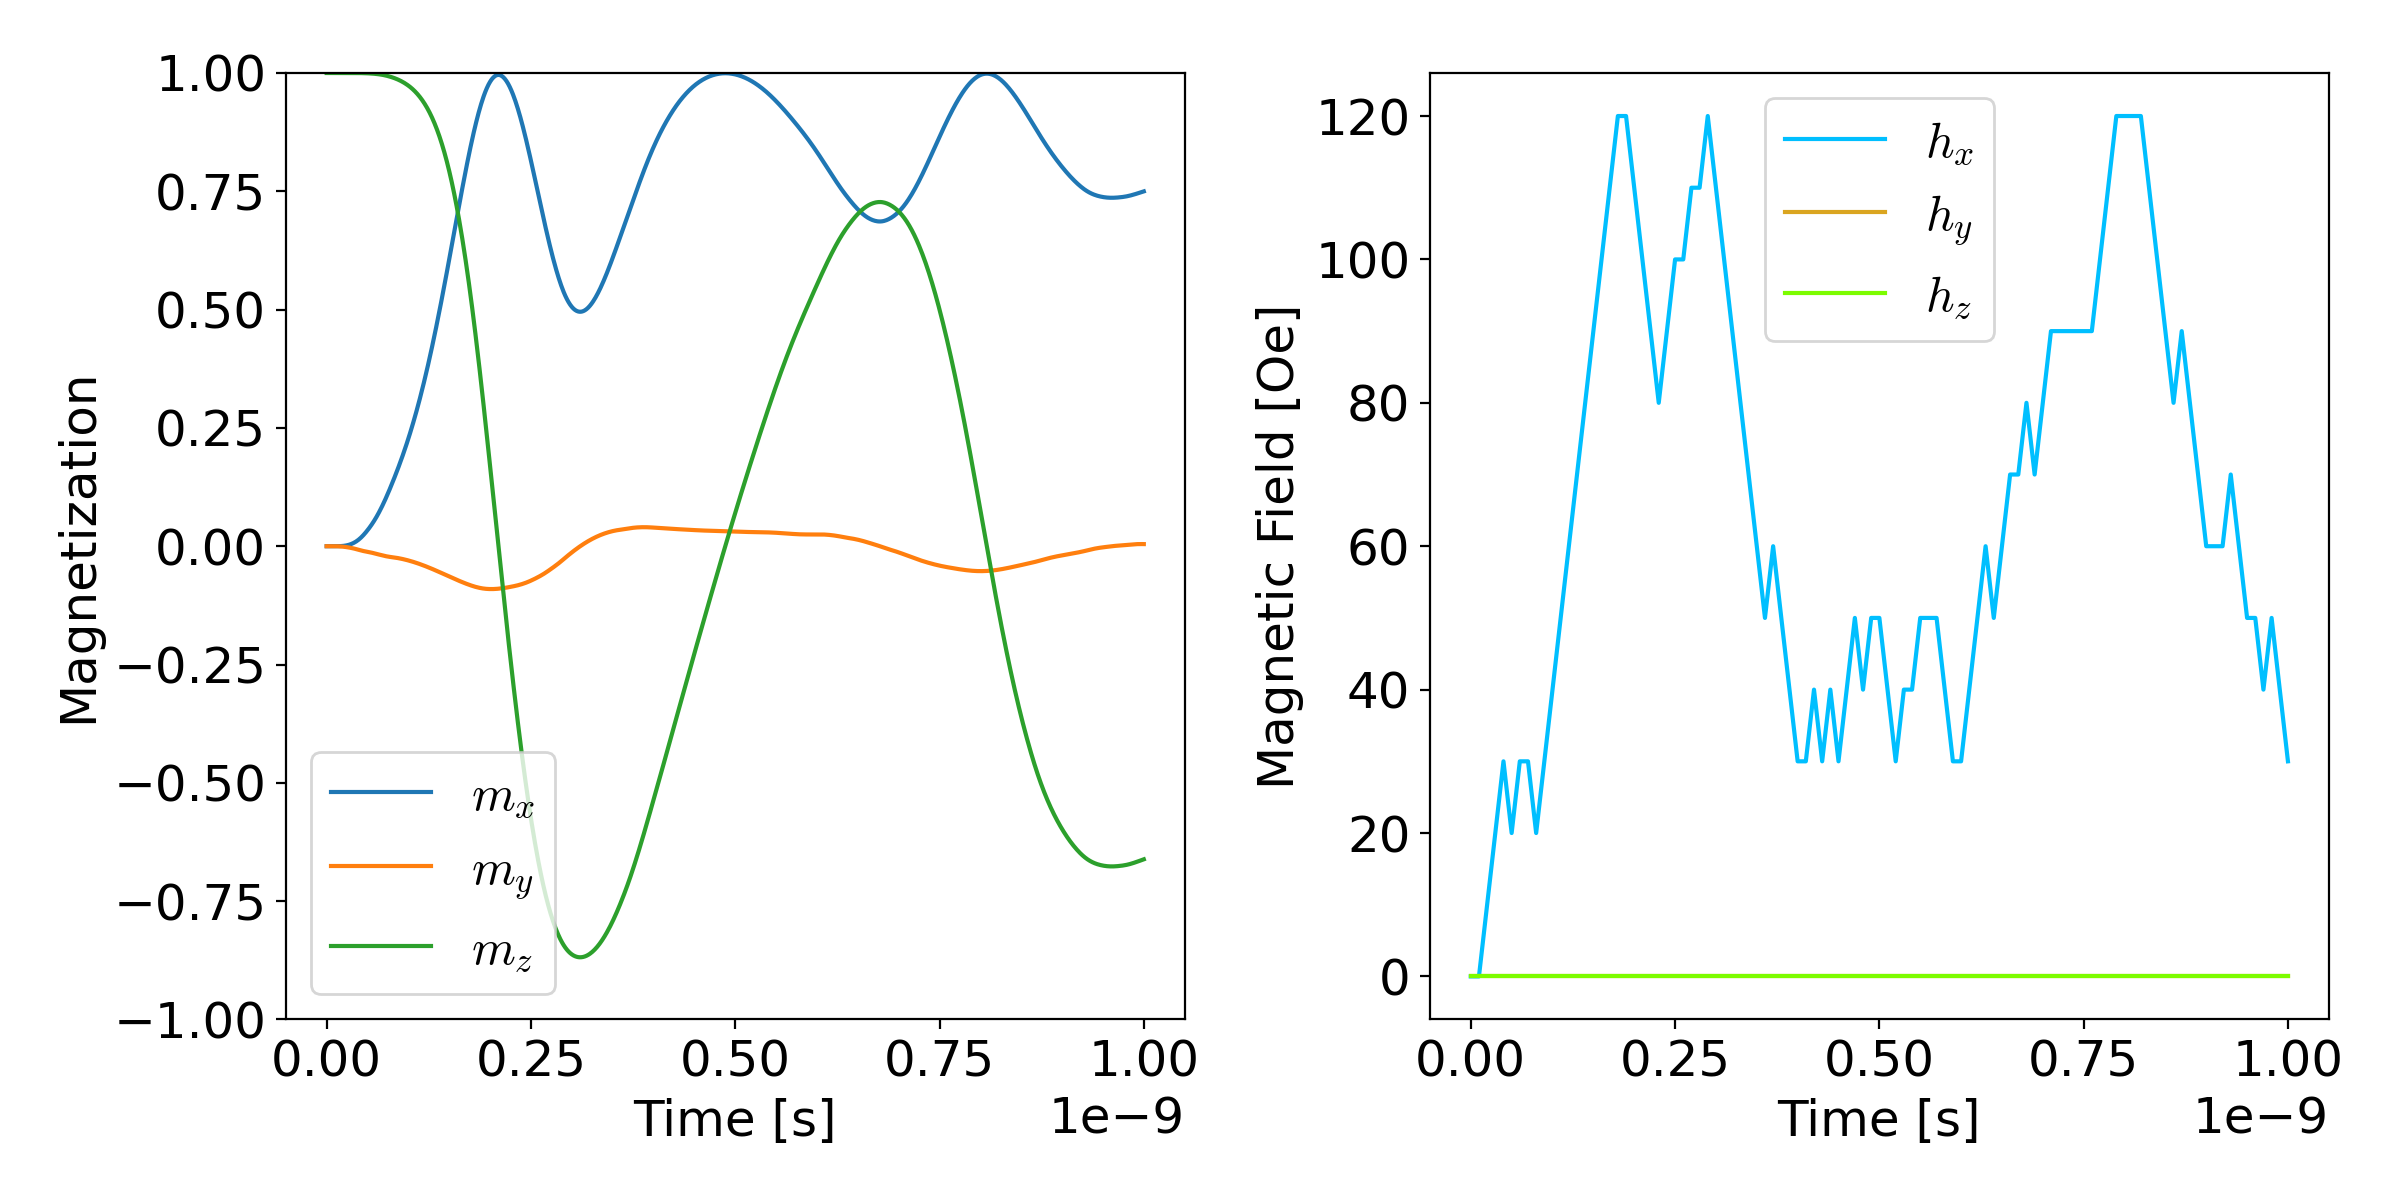 Magnetization
1.00
0.75
0.50
0.25
0.00
−0.25
−0.50
−0.75
−1.00
m_x
m_y
m_z
0.00 0.25 0.50 0.75 1.00
Time [s]
1e−9
Magnetic Field [Oe]
120
100
80
60
40
20
0
h_x
h_y
h_z
0.00 0.25 0.50 0.75 1.00
Time [s]
1e−9